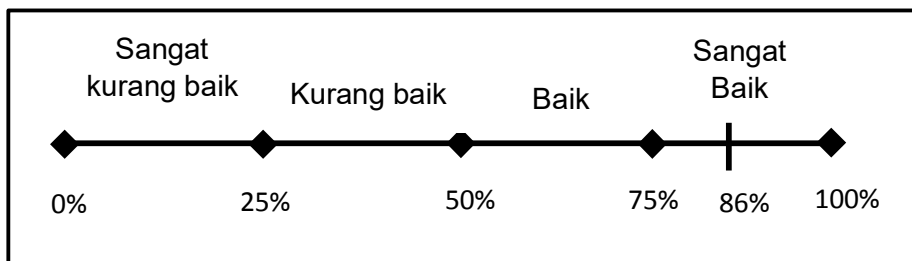 Sangat
kurang baik
Kurang baik
Baik
Sangat
Baik
0%
25%
50%
75%
86%
100%